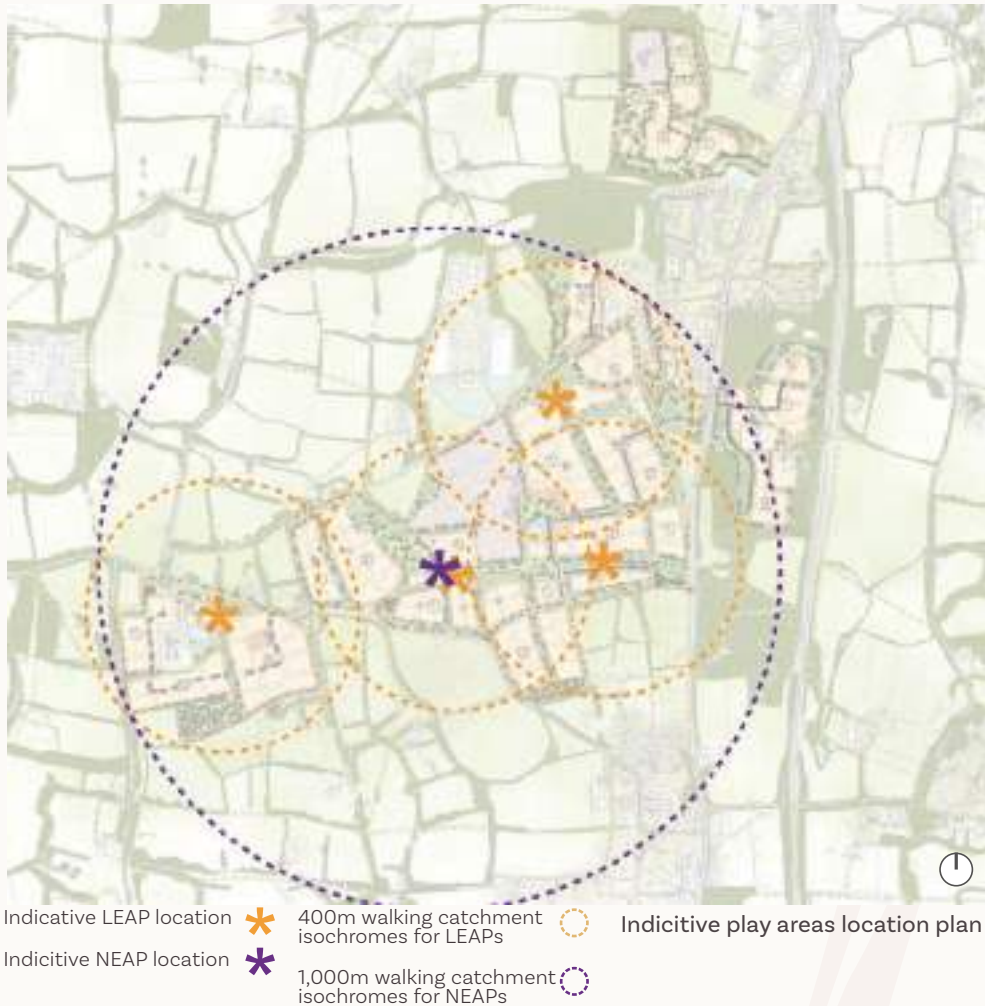 Indicative LEAP location
Indicitive NEAP location
400m walking catchment
isochromes for LEAPs
1,000m walking catchment
isochromes for NEAPs
Indicitive play areas location plan